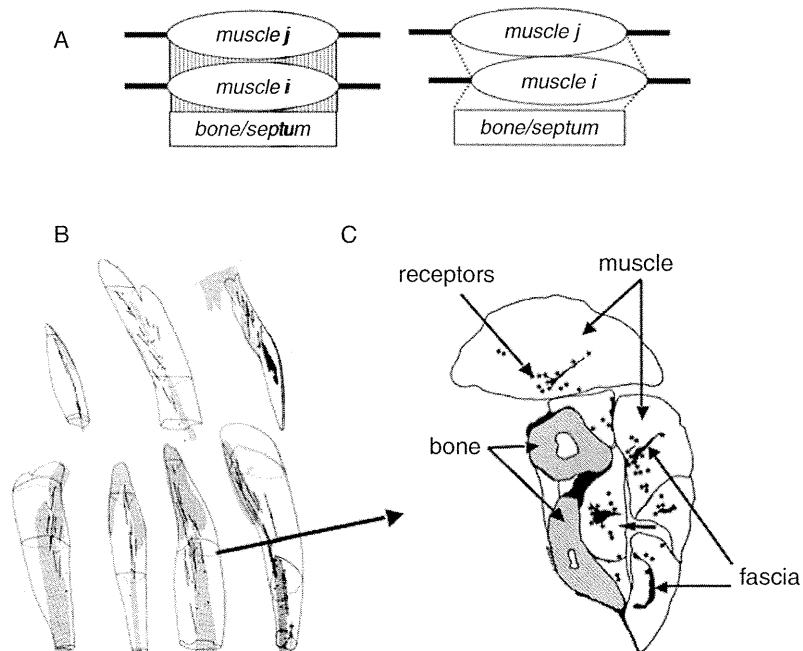 A
muscle j
muscle i
bone/septum
muscle j
muscle i
bone/septum
B
C
receptors
muscle
bone
fascia